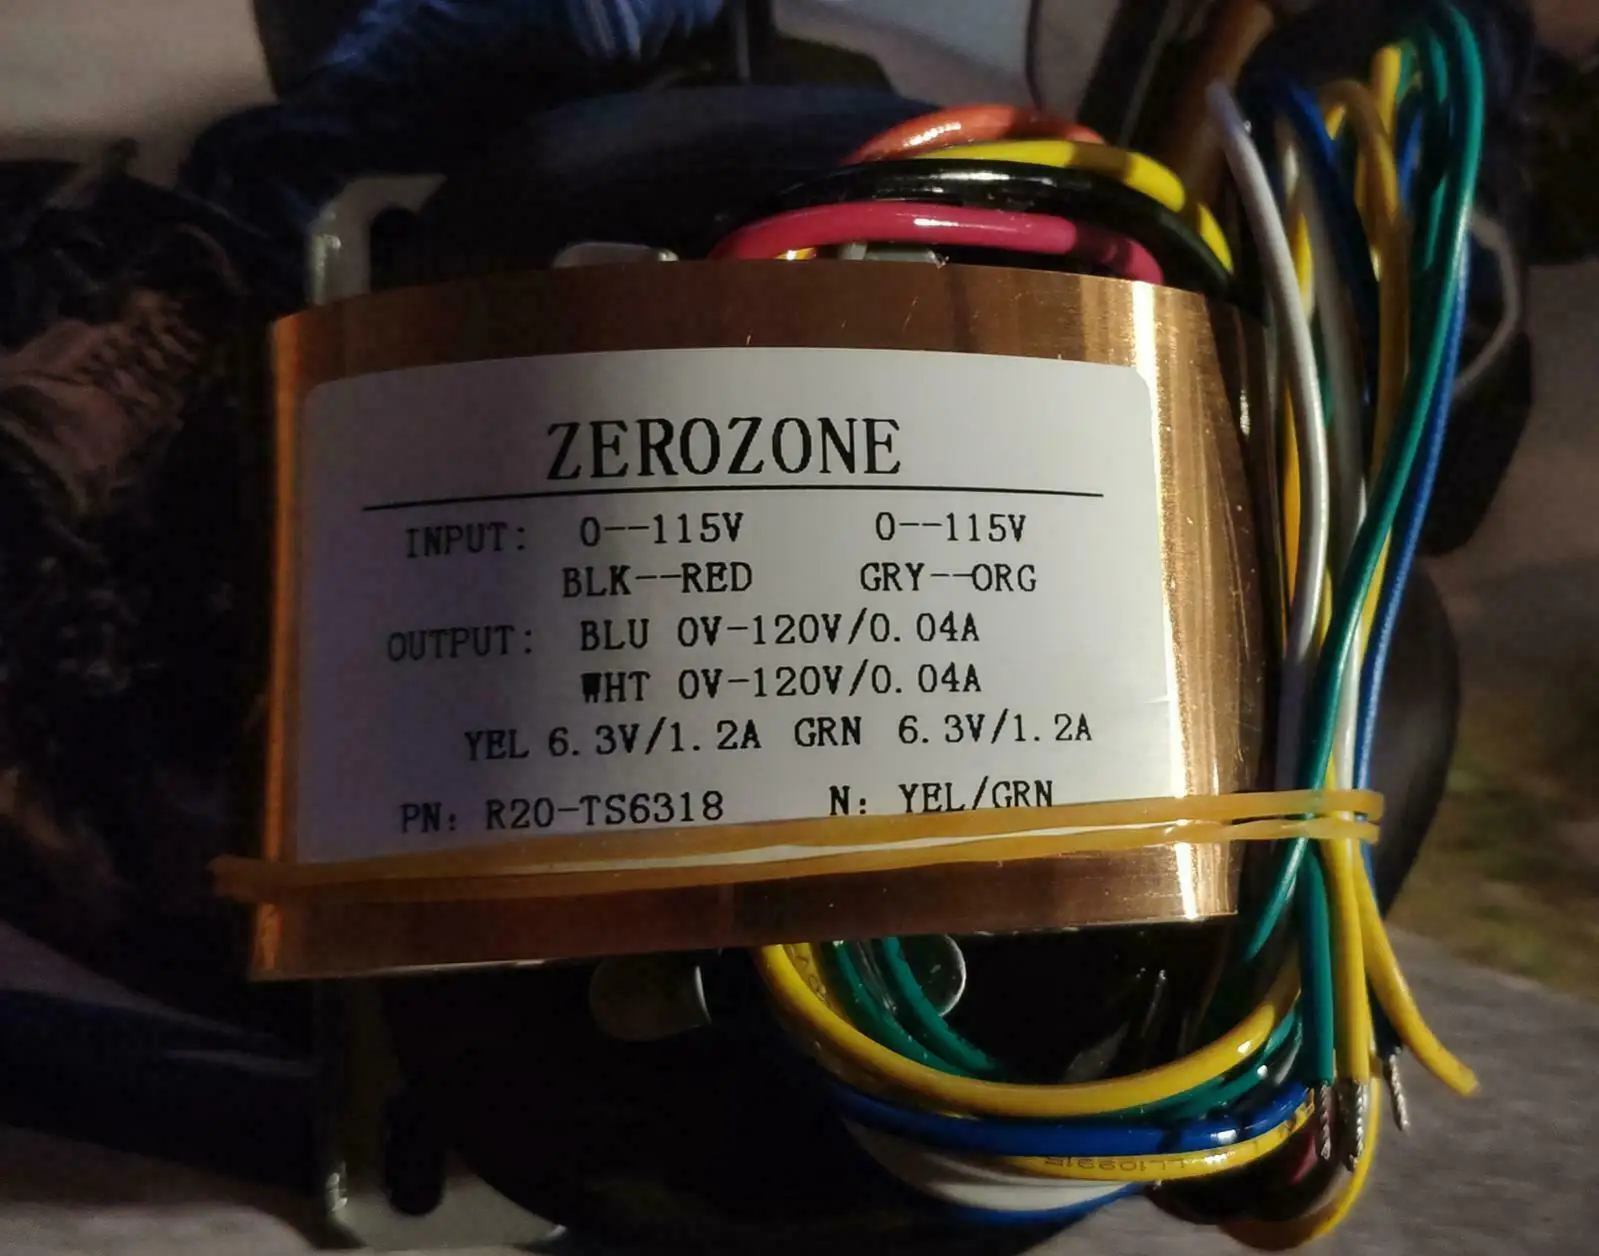 ZEROZONE
INPUT: 0--115V 0--115V
BLK--RED GRY--ORG
OUTPUT: BLU 0V-120V/0.04A
WHT 0V-120V/0.04A
YEL 6.3V/1.2A GRN 6.3V/1.2A
PN: R20-TS6318 N: YEL/GRN